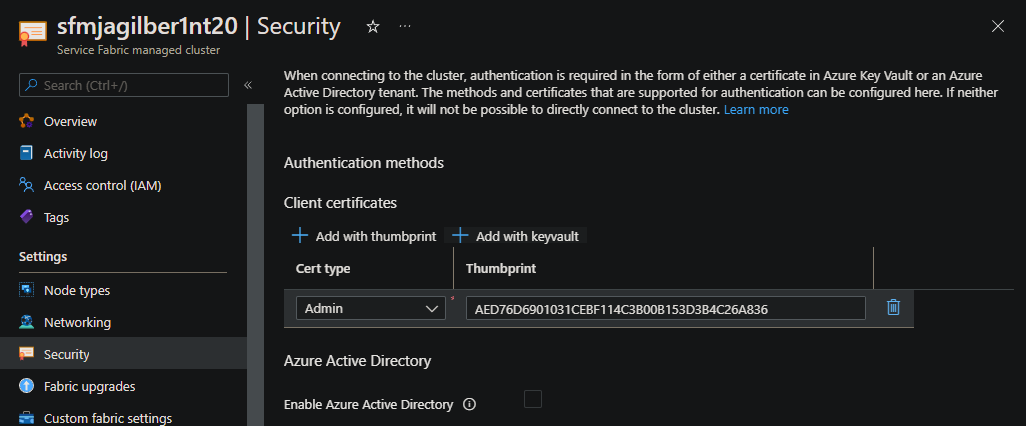 sfmjagilber1nt20 | Security
Service Fabric managed cluster
Search (Ctrl+/)
Overview
Activity log
Access control (IAM)
Tags
Settings
Node types
Networking
Security
Fabric upgrades
Custom fabric settings
When connecting to the cluster, authentication is required in the form of either a certificate in Azure Key Vault or an Azure
Active Directory tenant. The methods and certificates that are supported for authentication can be configured here. If neither
option is configured, it will not be possible to directly connect to the cluster. Learn more
Authentication methods
Client certificates
Add with thumbprint
Add with keyvault
Cert type
Thumbprint
Admin
*
AED76D6901031CEBF114C3B00B153D3B4C26A836
Azure Active Directory
Enable Azure Active Directory